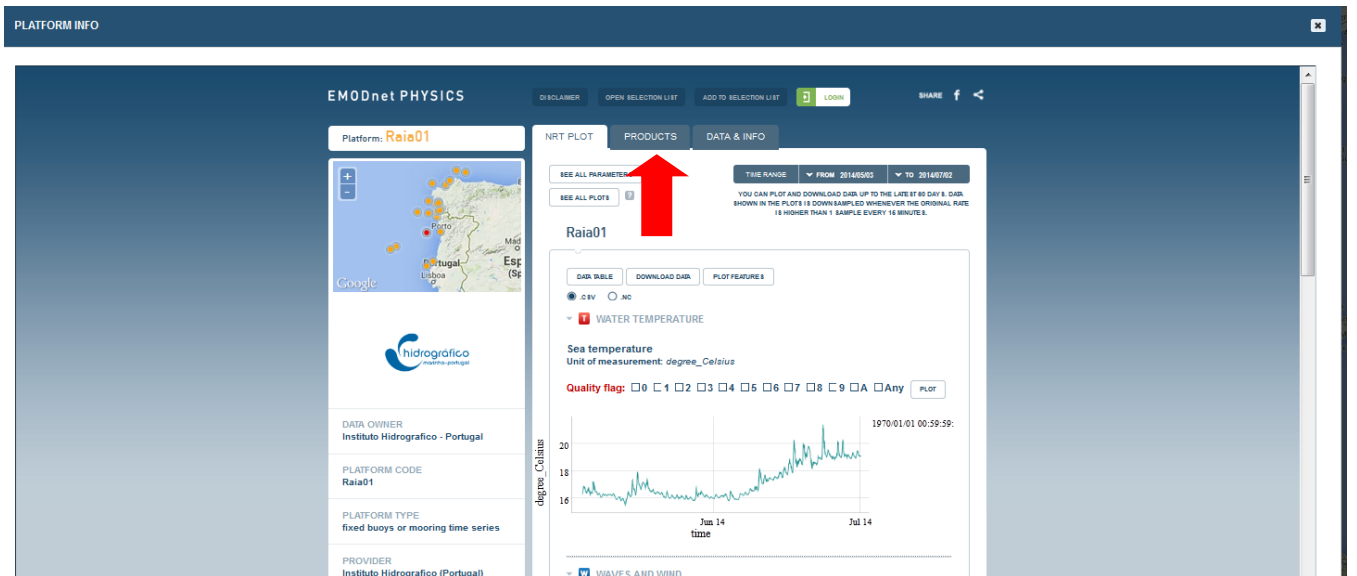 PLATFORM INFO
EMODnet PHYSICS
DISCLAIMER
OPEN SELECTION LIST
ADD TO SELECTION LIST
LOGIN
SHARE
Platform: Raia01
NRT PLOT
PRODUCTS
DATA & INFO
+
-
Porto
Mad
Portugal
Esp
Lisboa
(Sp
Google
SEE ALL PARAMETER
SEE ALL PLOTS
?
TIME RANGE
FROM 2014/05/03
TO 2014/07/02
YOU CAN PLOT AND DOWNLOAD DATA UP TO THE LATEST 60 DAYS. DATA
SHOWN IN THE PLOTS IS DOWNSAMPLED WHENEVER THE ORIGINAL RATE
IS HIGHER THAN 1 SAMPLE EVERY 15 MINUTES.
Raia01
DATA TABLE
DOWNLOAD DATA
PLOT FEATURES
.CSV
.NC
T WATER TEMPERATURE
Sea temperature
Unit of measurement: degree_Celsius
Quality flag: 0 1 2 3 4 5 6 7 8 9 A Any
PLOT
1970/01/01 00:59:59:
degree_Celsius
20
18
16
Jun 14
Jul 14
time
W WAVES AND WIND
hidrográfico
marinha-portugal
DATA OWNER
Instituto Hidrografico - Portugal
PLATFORM CODE
Raia01
PLATFORM TYPE
fixed buoys or mooring time series
PROVIDER
Instituto Hidrografico (Portugal)